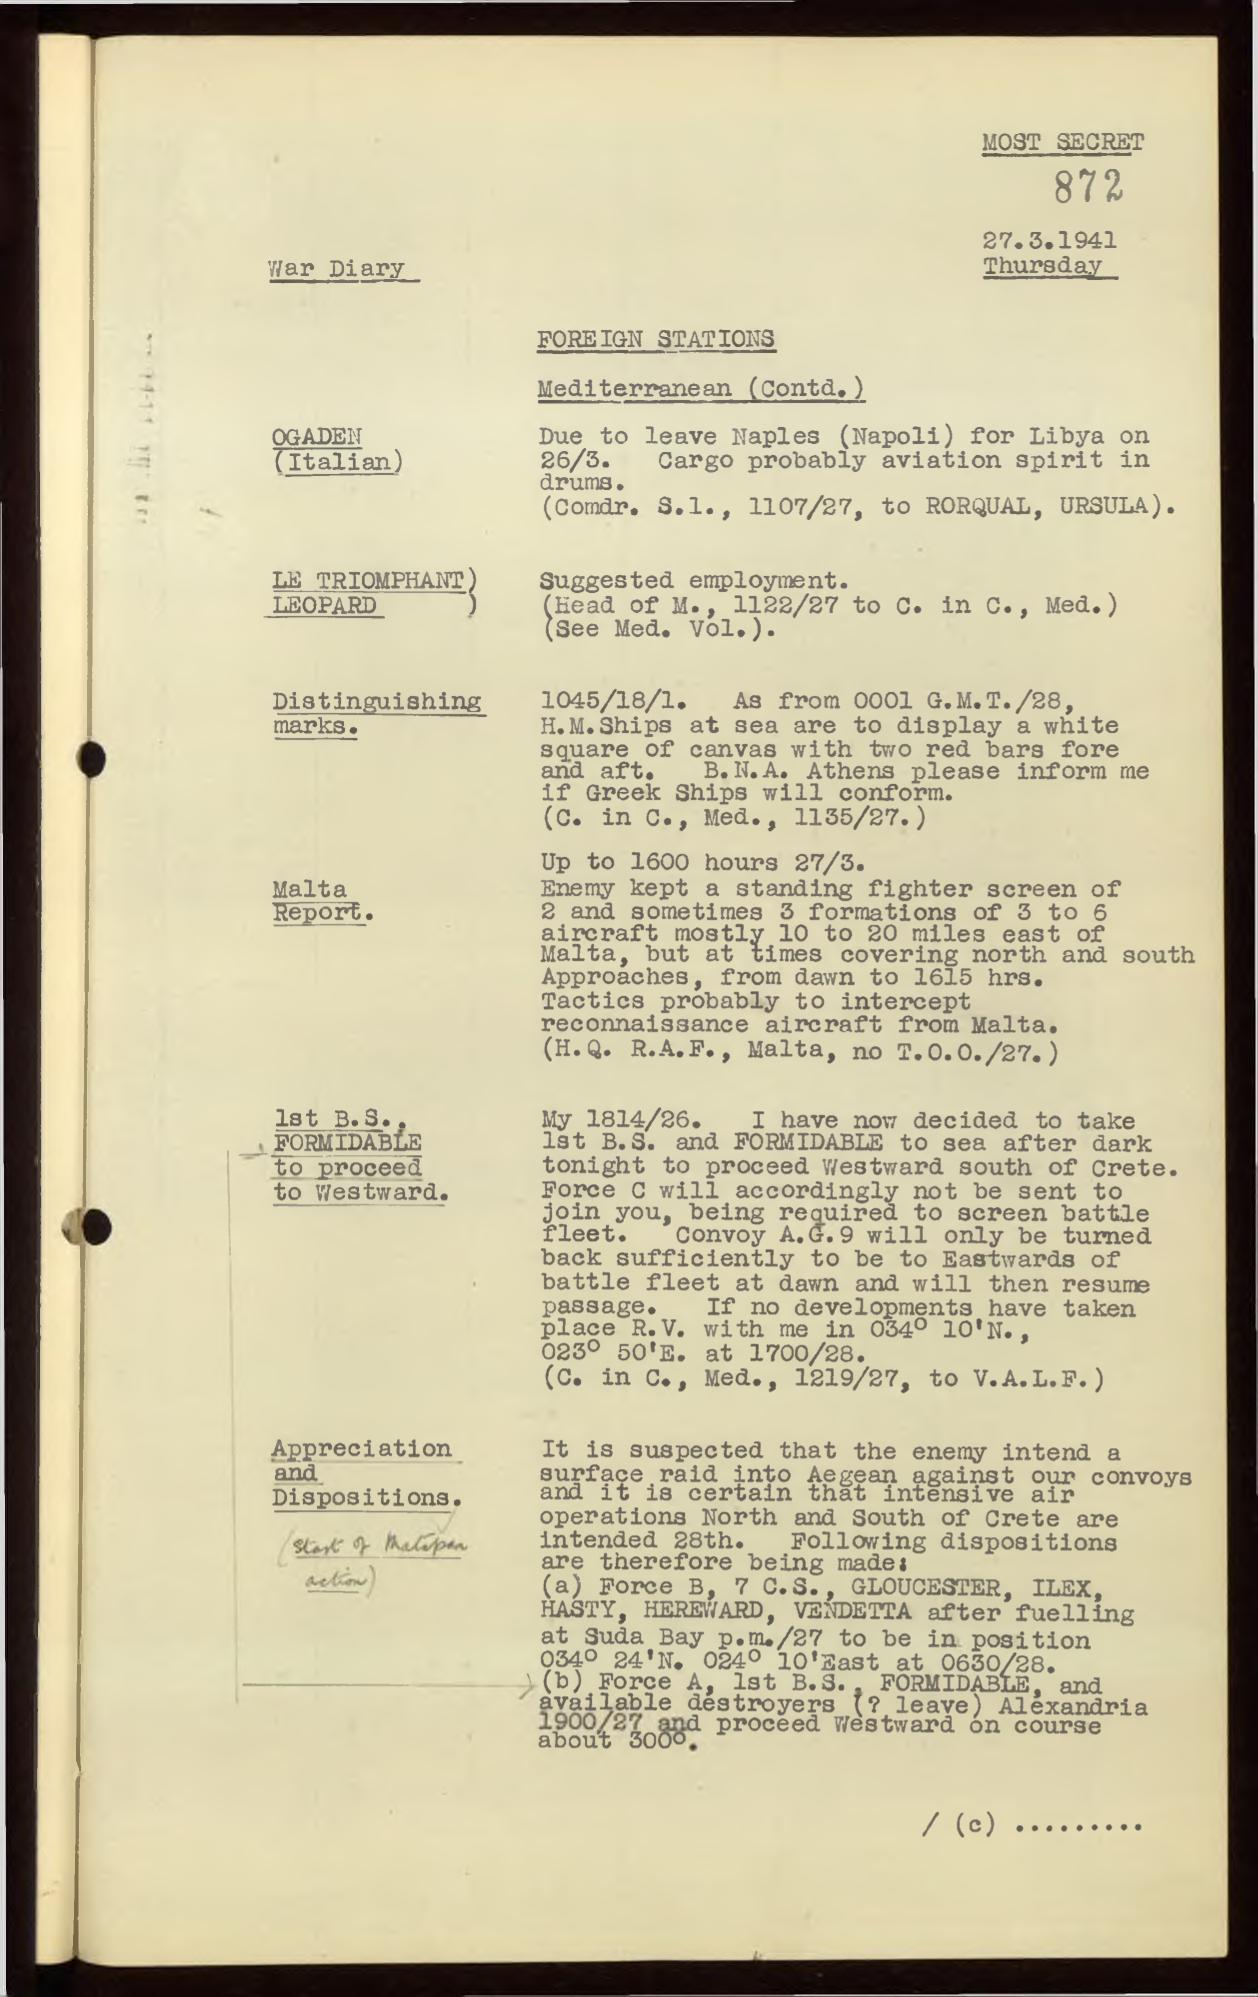 MOST SECRET
872
27.3.1941
Thursday
War Diary
FOREIGN STATIONS
Mediterranean (Contd.)
OGADEN
(Italian)
Due to leave Naples (Napoli) for Libya on
26/3. Cargo probably aviation spirit in
drums.
(Comdr. S.1., 1107/27, to RORQUAL, URSULA).
LE TRIOMPHANT)
LEOPARD )
Suggested employment.
(Head of M., 1122/27 to C. in C., Med.)
(See Med. Vol.).
Distinguishing
marks.
1045/18/1. As from 0001 G.M.T./28,
H.M.Ships at sea are to display a white
square of canvas with two red bars fore
and aft. B.N.A. Athens please inform me
if Greek Ships will conform.
(C. in C., Med., 1135/27.)
Malta
Report.
Up to 1600 hours 27/3.
Enemy kept a standing fighter screen of
2 and sometimes 3 formations of 3 to 6
aircraft mostly 10 to 20 miles east of
Malta, but at times covering north and south
Approaches, from dawn to 1615 hrs.
Tactics probably to intercept
reconnaissance aircraft from Malta.
(H.Q. R.A.F., Malta, no T.O.O./27.)
1st B.S.,
FORMIDABLE
to proceed
to Westward.
My 1814/26. I have now decided to take
1st B.S. and FORMIDABLE to sea after dark
tonight to proceed Westward south of Crete.
Force C will accordingly not be sent to
join you, being required to screen battle
fleet. Convoy A.G.9 will only be turned
back sufficiently to be to Eastwards of
battle fleet at dawn and will then resume
passage. If no developments have taken
place R.V. with me in 034° 10'N.,
023° 50'E. at 1700/28.
(C. in C., Med., 1219/27, to V.A.L.F.)
Appreciation
and
Dispositions.
(Start of Matapan
action)
It is suspected that the enemy intend a
surface raid into Aegean against our convoys
and it is certain that intensive air
operations North and South of Crete are
intended 28th. Following dispositions
are therefore being made:
(a) Force B, 7 C.S., GLOUCESTER, ILEX,
HASTY, HEREWARD, VENDETTA after fuelling
at Suda Bay p.m./27 to be in position
034° 24'N. 024° 10'East at 0630/28.
(b) Force A, 1st B.S., FORMIDABLE, and
available destroyers (? leave) Alexandria
1900/27 and proceed Westward on course
about 300°.
/ (c) .........